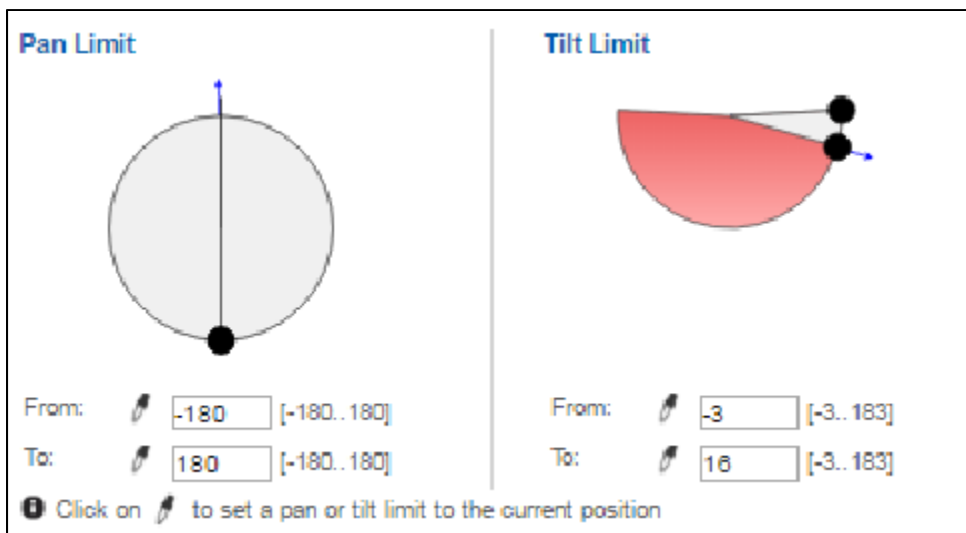 Pan Limit
Tilt Limit
From: -180 [-180..180]
To: 180 [-180..180]
From: -3 [-3..183]
To: 16 [-3..183]
Click on to set a pan or tilt limit to the current position